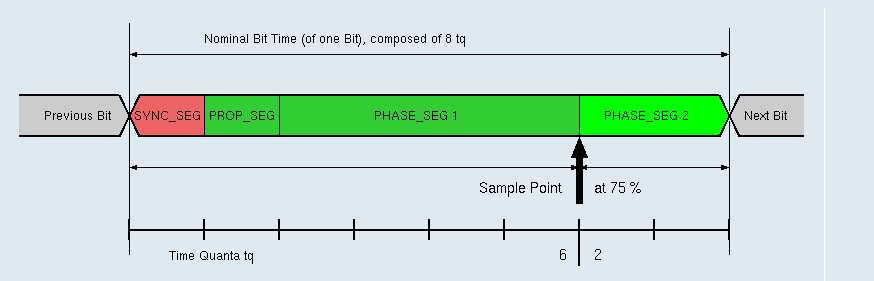 Nominal Bit Time (of one Bit), composed of 8 tq
Previous Bit
SYNC_SEG
PROP_SEG
PHASE_SEG 1
PHASE_SEG 2
Next Bit
Sample Point
at 75 %
Time Quanta tq
6
2